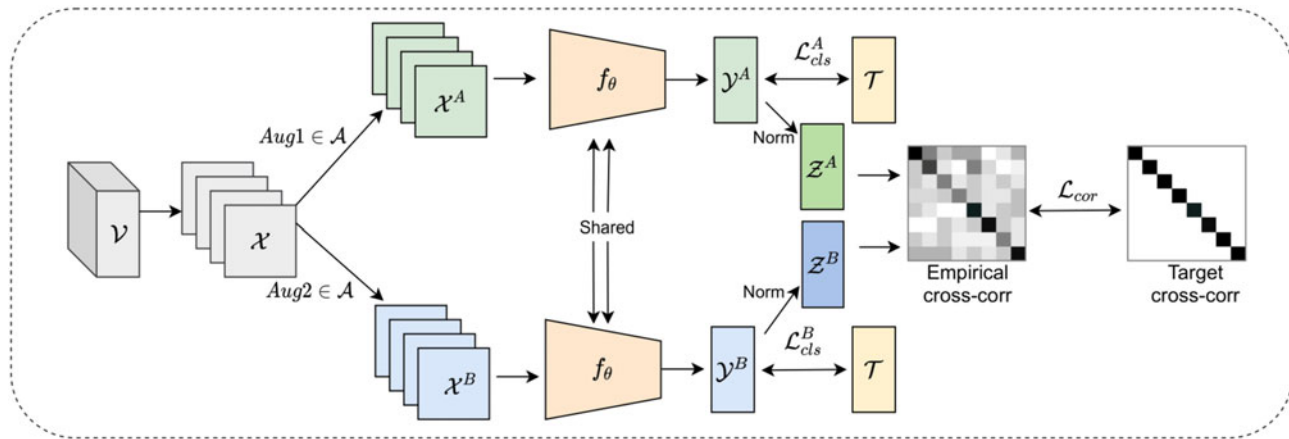 𝒱
𝒳
Aug1 ∈ 𝒜
Aug2 ∈ 𝒜
𝒳^A
f_θ
𝒴^A
ℒ^A_cls
𝒯
Norm
𝒵^A
Shared
𝒵^B
Norm
𝒳^B
f_θ
𝒴^B
ℒ^B_cls
𝒯
Empirical
cross-corr
ℒ_cor
Target
cross-corr